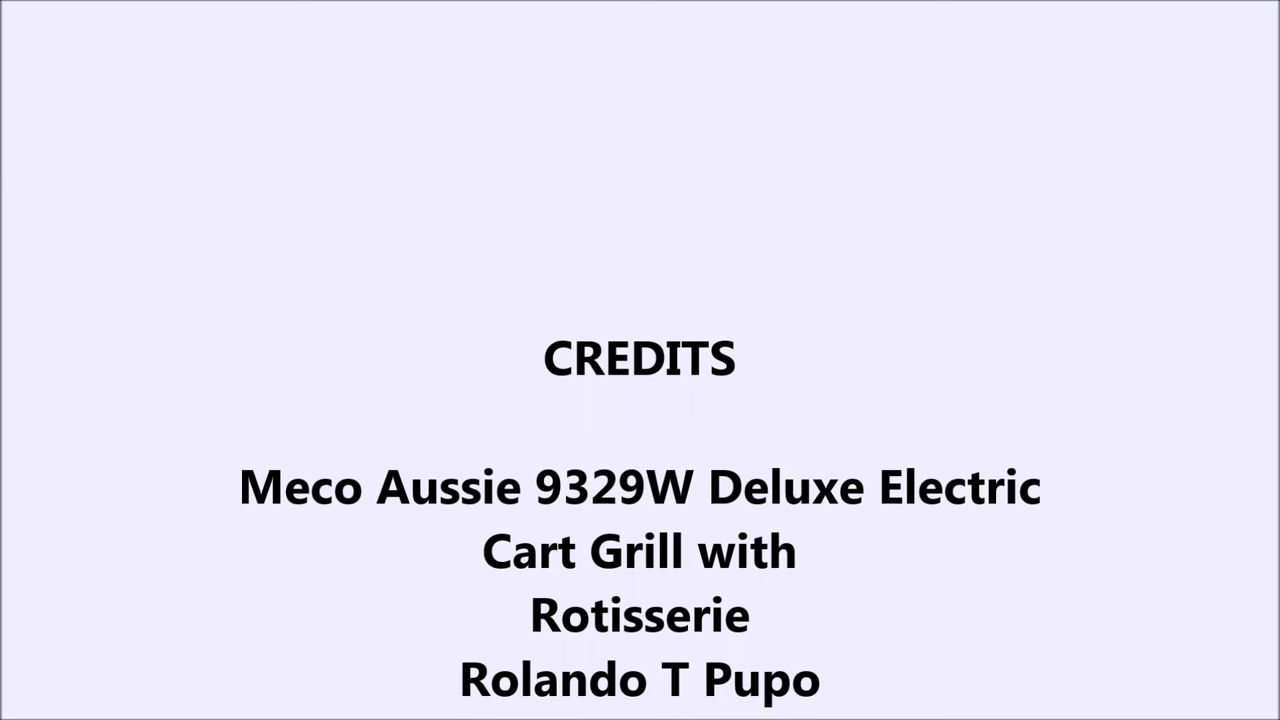 CREDITS
Meco Aussie 9329W Deluxe Electric
Cart Grill with
Rotisserie
Rolando T Pupo